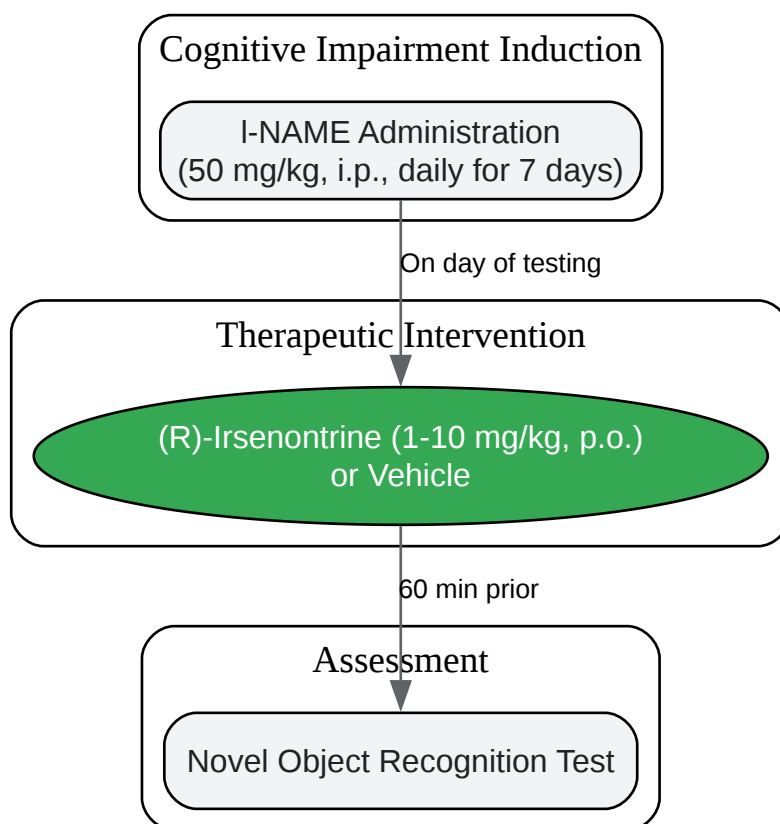 Cognitive Impairment Induction
l-NAME Administration
(50 mg/kg, i.p., daily for 7 days)
On day of testing
Therapeutic Intervention
(R)-Irsenontrine (1-10 mg/kg, p.o.)
or Vehicle
60 min prior
Assessment
Novel Object Recognition Test